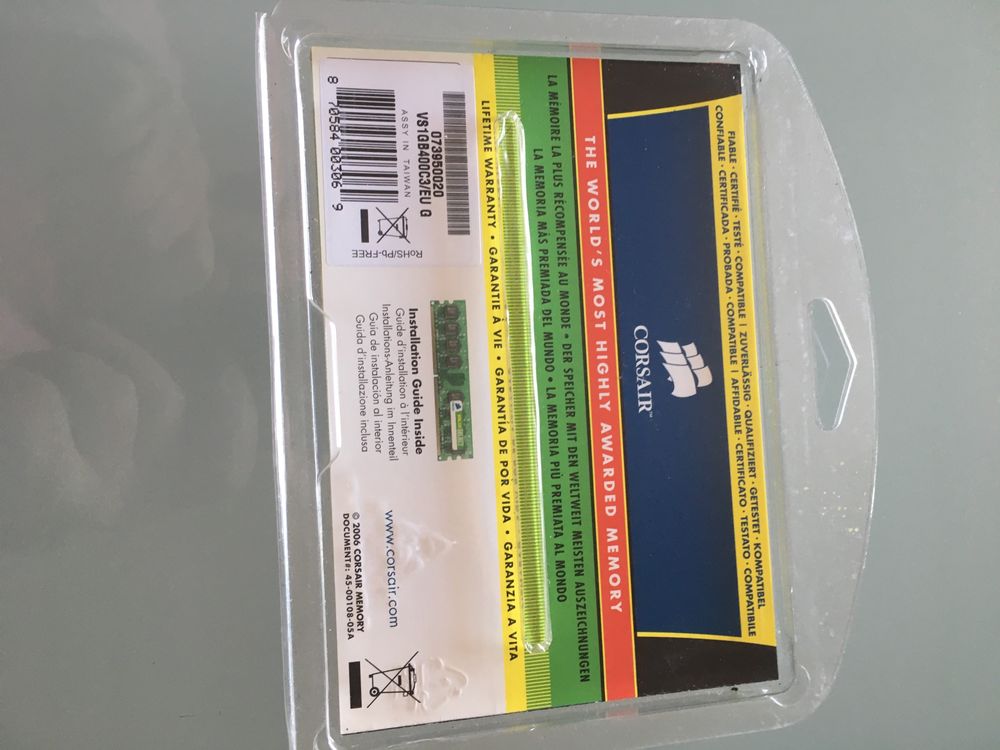 FIABLE · CERTIFIÉ · TESTÉ · COMPATIBLE | ZUVERLÄSSIG · QUALIFIZIERT · GETESTET · KOMPATIBEL
CONFIABLE · CERTIFICADA · PROBADA · COMPATIBLE | AFFIDABILE · CERTIFICATO · TESTATO · COMPATIBILE
CORSAIR™
THE WORLD'S MOST HIGHLY AWARDED MEMORY
LA MÉMOIRE LA PLUS RÉCOMPENSÉE AU MONDE • DER SPEICHER MIT DEN WELTWEIT MEISTEN AUSZEICHNUNGEN
LA MEMORIA MÁS PREMIADA DEL MUNDO • LA MEMORIA PIÙ PREMIATA AL MONDO
LIFETIME WARRANTY • GARANTIE À VIE • GARANTÍA DE POR VIDA • GARANZIA A VITA
073950020
VS1GB400C3/EU G
ASSY IN TAIWAN
8 70584 00306 9
RoHS/Pb-FREE
Installation Guide Inside
Guide d'installation à l'intérieur
Installations-Anleitung im Innenteil
Guia de instalación al interior
Guida d'installazione inclusa
www.corsair.com
© 2006 CORSAIR MEMORY
DOCUMENT#: 45-00108-05A